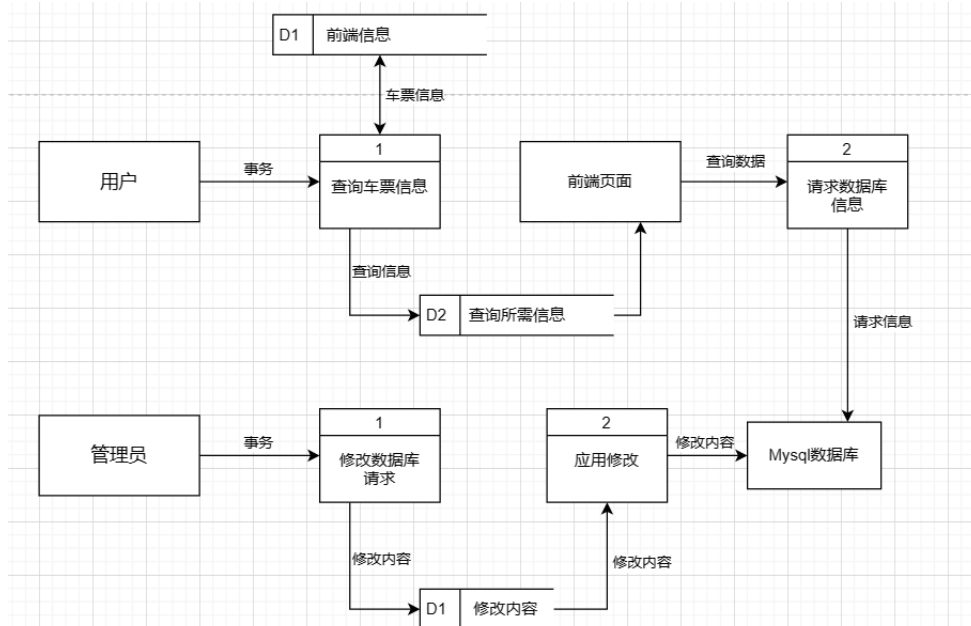 D1 前端信息
车票信息
用户
事务
1
查询车票信息
前端页面
查询数据
2
请求数据库
信息
查询信息
D2 查询所需信息
请求信息
管理员
事务
1
修改数据库
请求
2
应用修改
修改内容
Mysql数据库
修改内容
修改内容
D1 修改内容